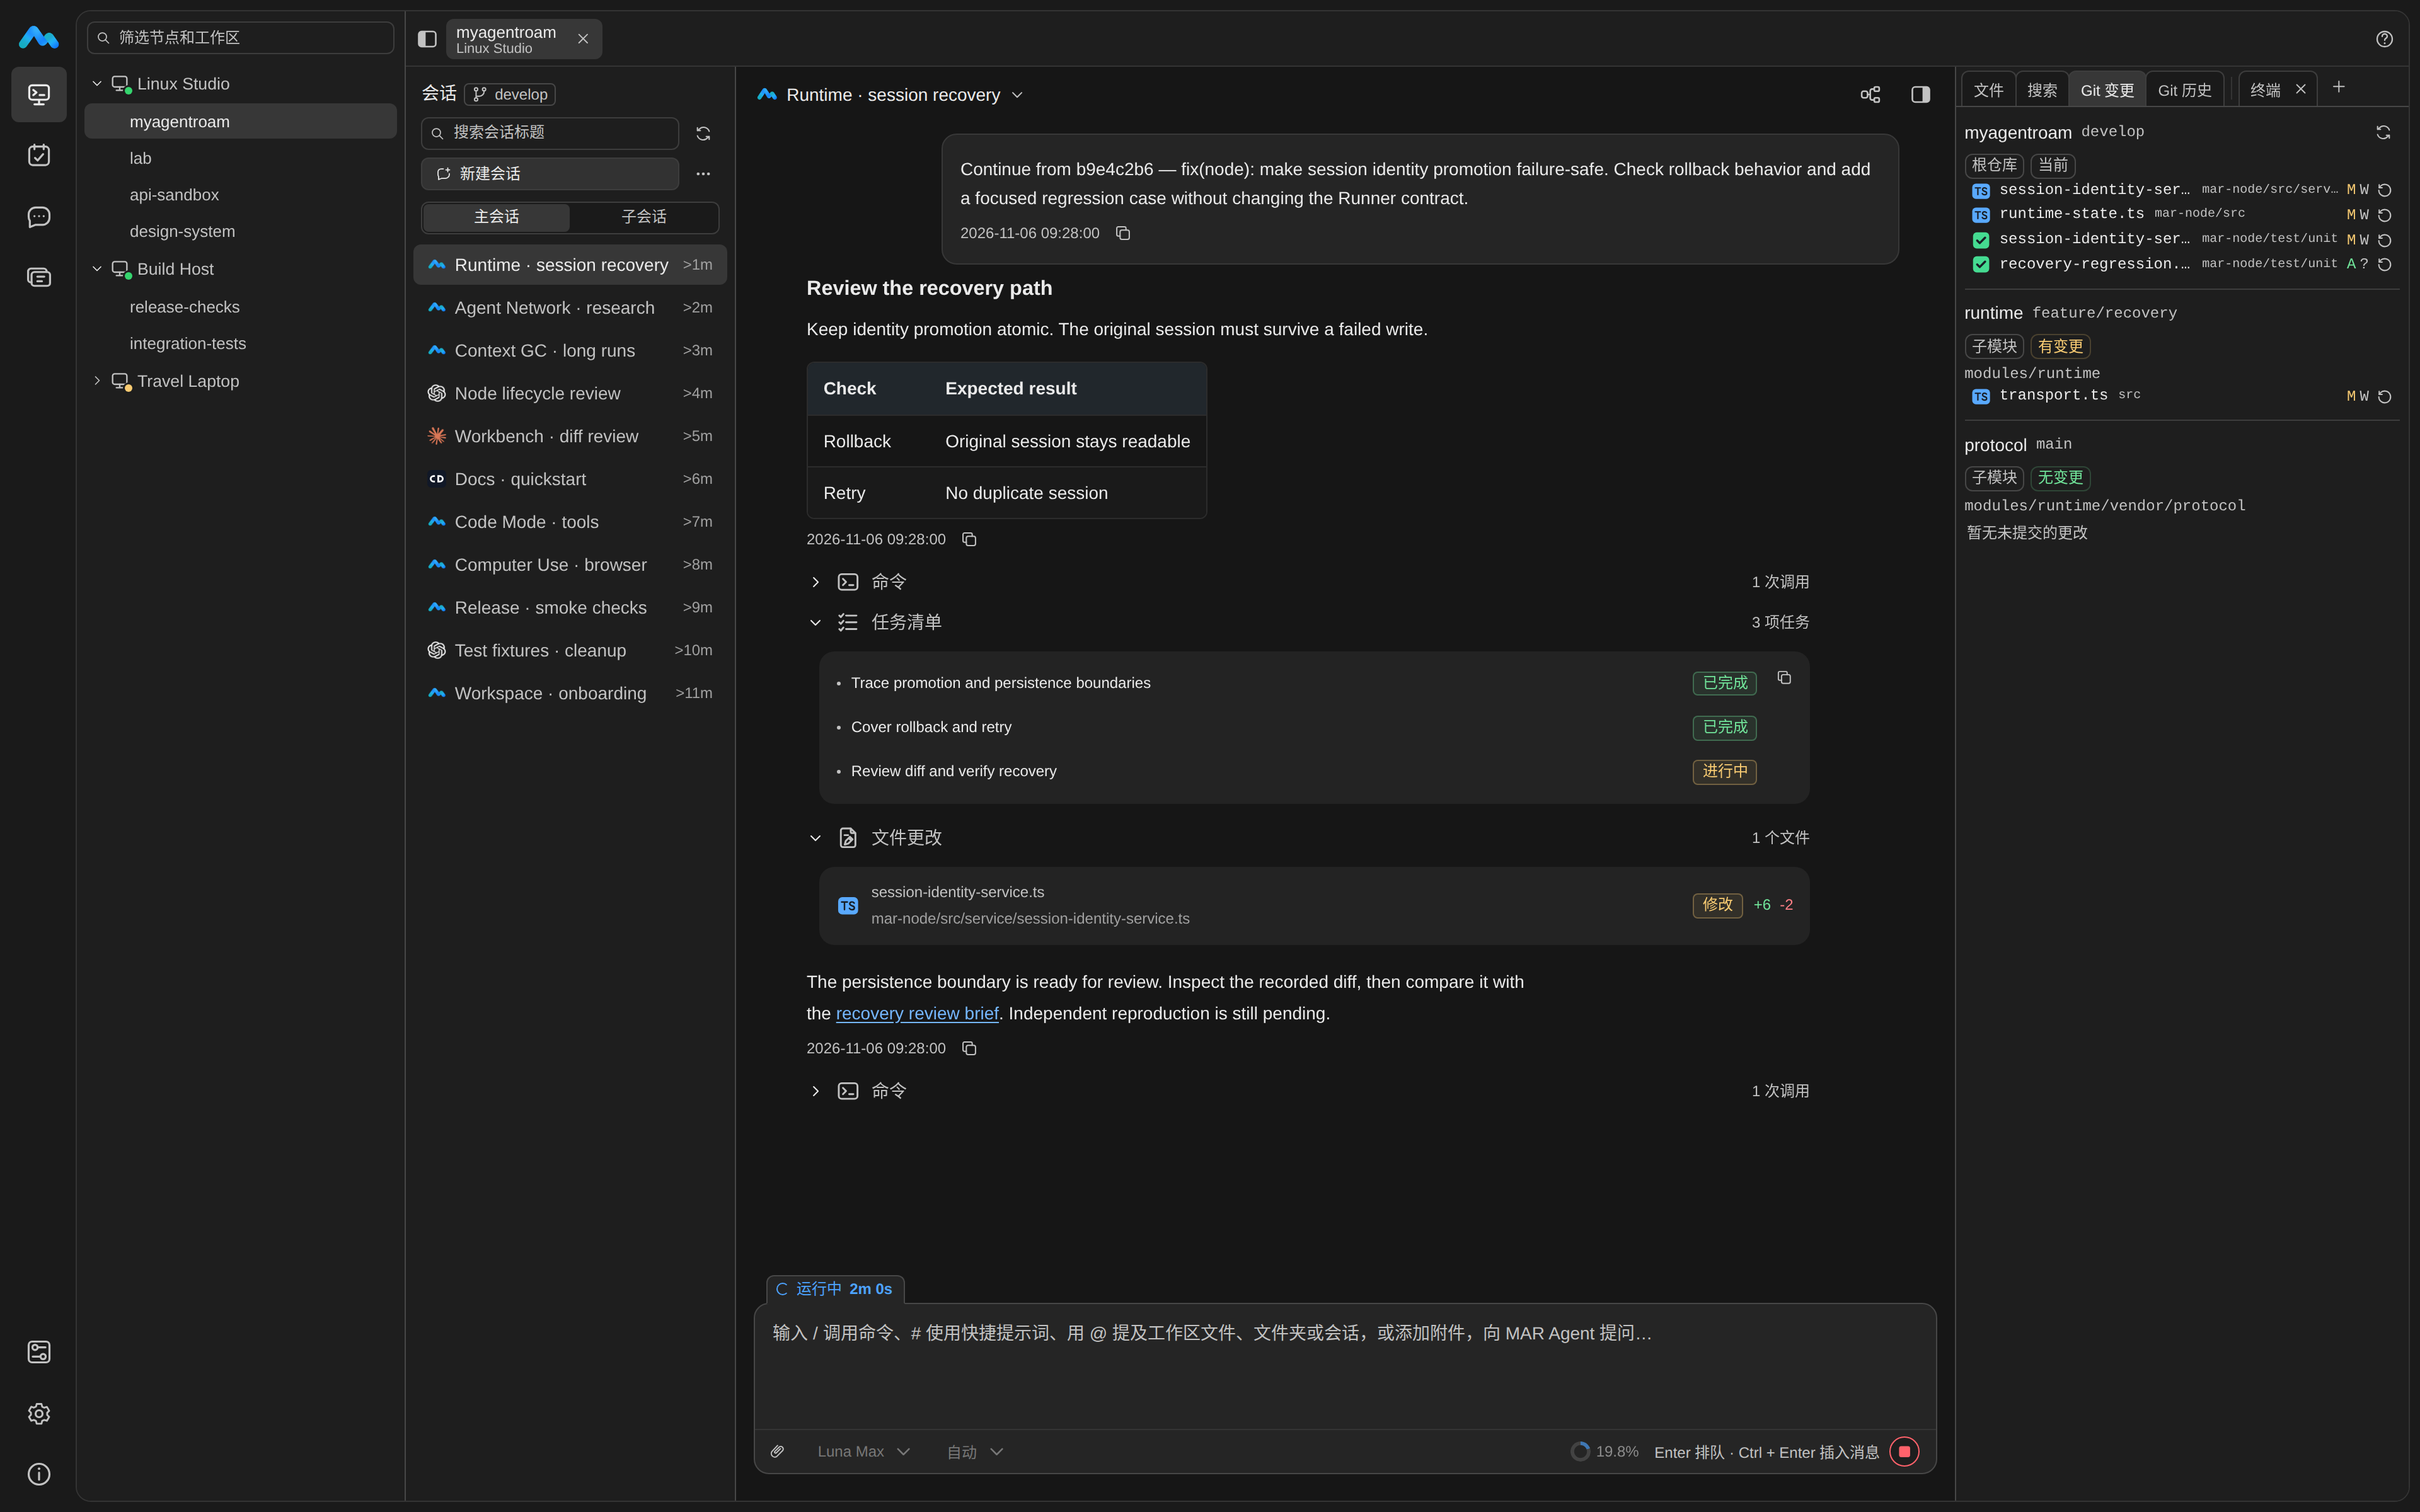 筛选节点和工作区
Linux Studio
myagentroam
lab
api-sandbox
design-system
Build Host
release-checks
integration-tests
Travel Laptop
myagentroam
Linux Studio
会话 develop
搜索会话标题
新建会话
主会话 子会话
Runtime · session recovery >1m
Agent Network · research >2m
Context GC · long runs >3m
Node lifecycle review >4m
Workbench · diff review >5m
CD Docs · quickstart >6m
Code Mode · tools >7m
Computer Use · browser >8m
Release · smoke checks >9m
Test fixtures · cleanup >10m
Workspace · onboarding >11m
Runtime · session recovery
Continue from b9e4c2b6 — fix(node): make session identity promotion failure-safe. Check rollback behavior and add
a focused regression case without changing the Runner contract.
2026-11-06 09:28:00
Review the recovery path
Keep identity promotion atomic. The original session must survive a failed write.
Check Expected result
Rollback Original session stays readable
Retry No duplicate session
2026-11-06 09:28:00
命令 1 次调用
任务清单 3 项任务
• Trace promotion and persistence boundaries 已完成
• Cover rollback and retry 已完成
• Review diff and verify recovery 进行中
文件更改 1 个文件
TS session-identity-service.ts
mar-node/src/service/session-identity-service.ts 修改 +6 -2
The persistence boundary is ready for review. Inspect the recorded diff, then compare it with
the recovery review brief. Independent reproduction is still pending.
2026-11-06 09:28:00
命令 1 次调用
运行中 2m 0s
输入 / 调用命令、# 使用快捷提示词、用 @ 提及工作区文件、文件夹或会话，或添加附件，向 MAR Agent 提问…
Luna Max 自动 19.8% Enter 排队 · Ctrl + Enter 插入消息
文件 搜索 Git 变更 Git 历史 终端
myagentroam develop
根仓库 当前
TS session-identity-ser… mar-node/src/serv… M W
TS runtime-state.ts mar-node/src M W
session-identity-ser… mar-node/test/unit M W
recovery-regression.… mar-node/test/unit A ?
runtime feature/recovery
子模块 有变更
modules/runtime
TS transport.ts src M W
protocol main
子模块 无变更
modules/runtime/vendor/protocol
暂无未提交的更改